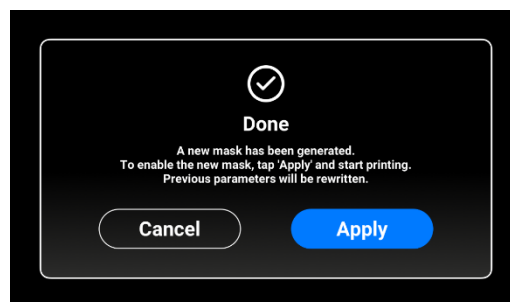 Done
A new mask has been generated.
To enable the new mask, tap 'Apply' and start printing.
Previous parameters will be rewritten.
Cancel
Apply